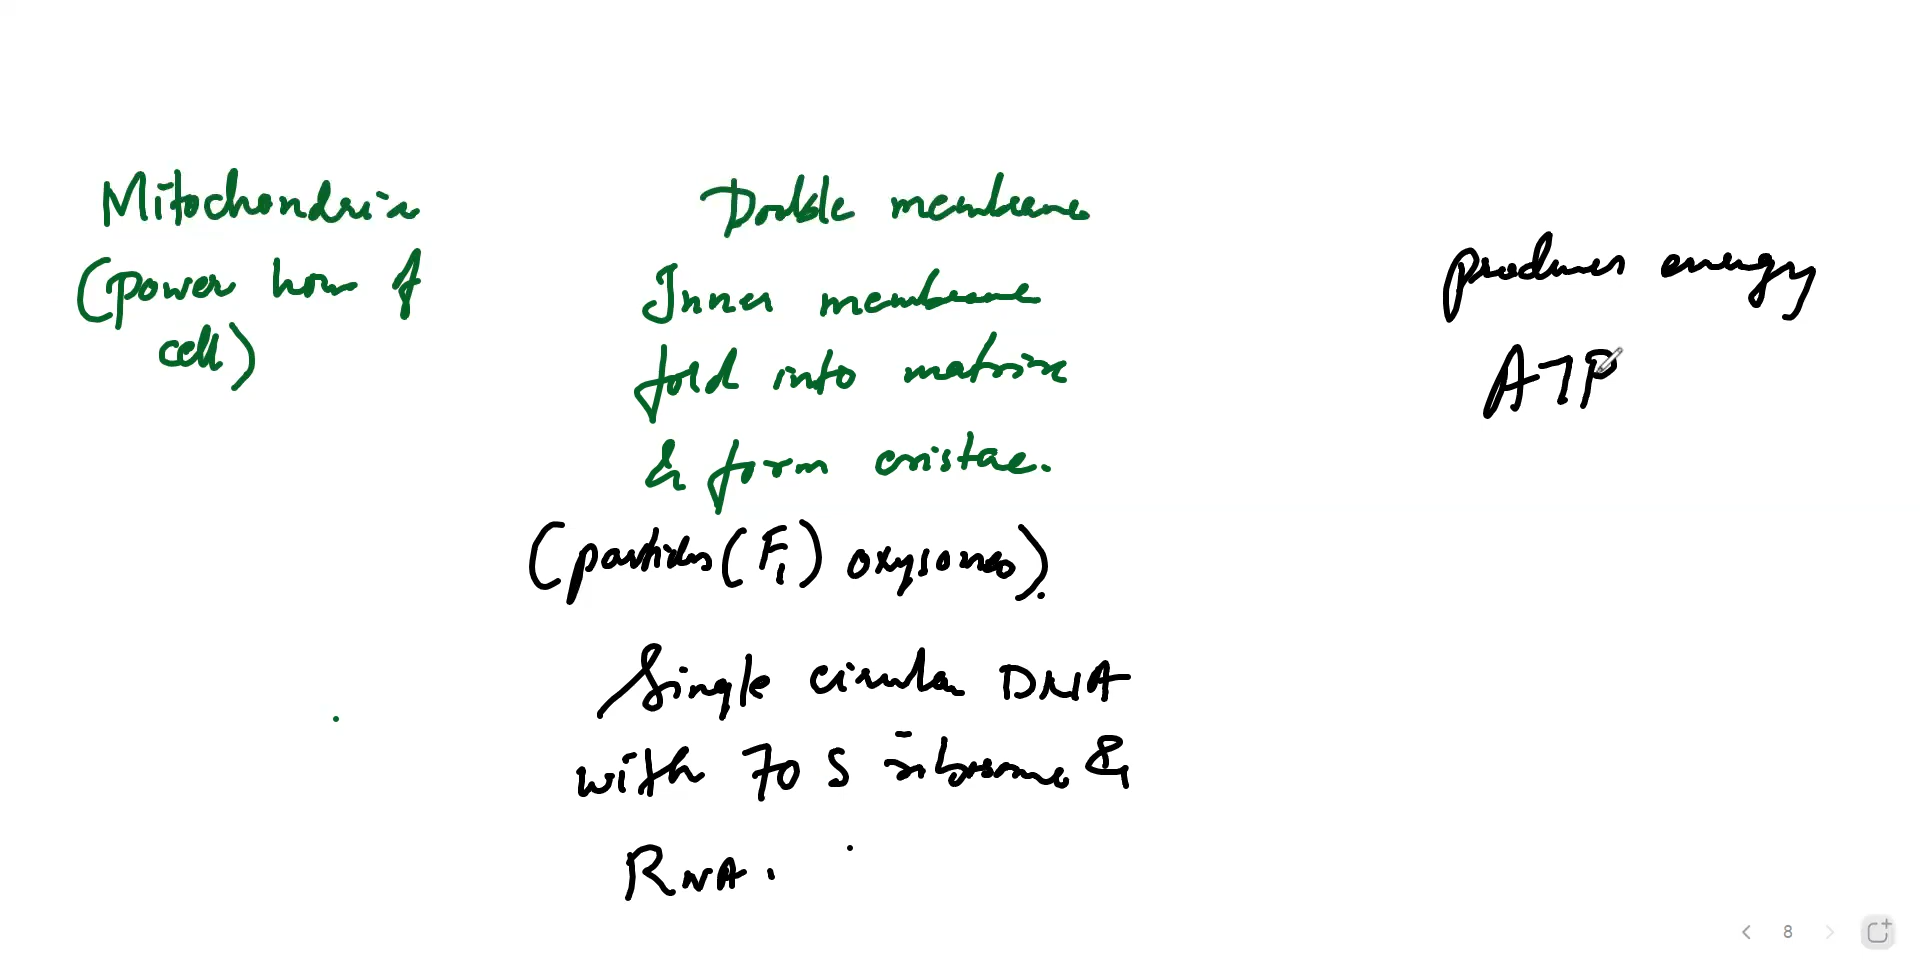 Mitochondria
(power house of
cell)
Double membrane
Inner membrane
fold into matrix
& form cristae.
(particles (F1) oxysomes).
Single circular DNA
with 70 S ribosome &
RNA.
produces energy
ATP
8